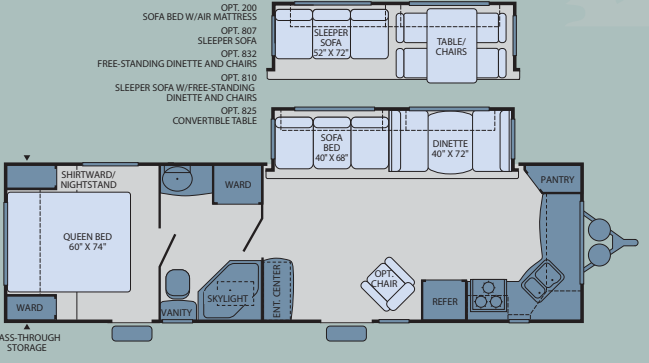 OPT. 200
SOFA BED W/AIR MATTRESS
OPT. 807
SLEEPER SOFA
OPT. 832
FREE-STANDING DINETTE AND CHAIRS
OPT. 810
SLEEPER SOFA W/FREE-STANDING
DINETTE AND CHAIRS
OPT. 825
CONVERTIBLE TABLE
SLEEPER
SOFA
52" X 72"
TABLE/
CHAIRS
SOFA
BED
40" X 68"
DINETTE
40" X 72"
SHIRTWARD/
NIGHTSTAND
WARD
PANTRY
QUEEN BED
60" X 74"
WARD
VANITY
SKYLIGHT
ENT. CENTER
OPT.
CHAIR
REFER
ASS-THROUGH
STORAGE